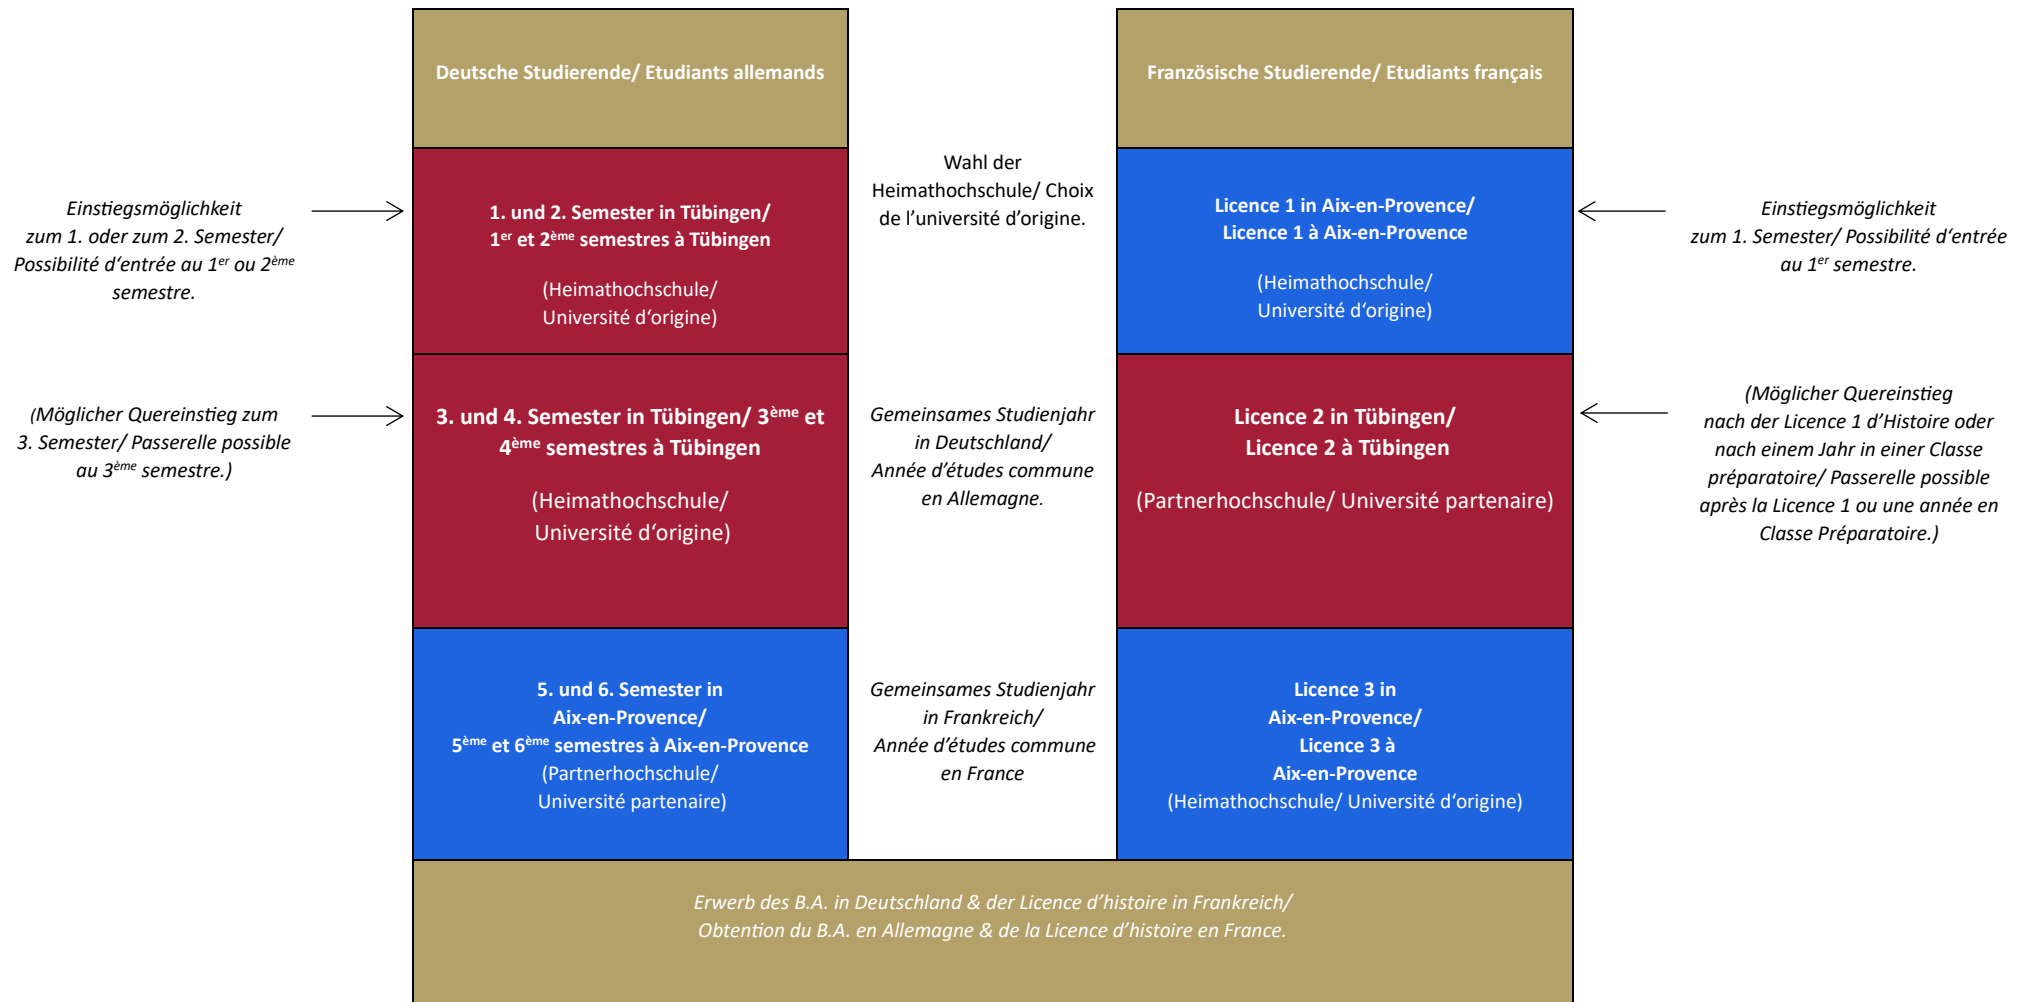 Deutsche Studierende/ Etudiants allemands
Französische Studierende/ Etudiants français
Einstiegsmöglichkeit
zum 1. oder zum 2. Semester/
Possibilité d‘entrée au 1er ou 2ème
semestre.
1. und 2. Semester in Tübingen/
1er et 2ème semestres à Tübingen
(Heimathochschule/
Université d‘origine)
Wahl der
Heimathochschule/ Choix
de l’université d’origine.
Licence 1 in Aix-en-Provence/
Licence 1 à Aix-en-Provence
(Heimathochschule/
Université d‘origine)
Einstiegsmöglichkeit
zum 1. Semester/ Possibilité d‘entrée
au 1er semestre.
(Möglicher Quereinstieg zum
3. Semester/ Passerelle possible
au 3ème semestre.)
3. und 4. Semester in Tübingen/ 3ème et
4ème semestres à Tübingen
(Heimathochschule/
Université d‘origine)
Gemeinsames Studienjahr
in Deutschland/
Année d’études commune
en Allemagne.
Licence 2 in Tübingen/
Licence 2 à Tübingen
(Partnerhochschule/ Université partenaire)
(Möglicher Quereinstieg
nach der Licence 1 d’Histoire oder
nach einem Jahr in einer Classe
préparatoire/ Passerelle possible
après la Licence 1 ou une année en
Classe Préparatoire.)
5. und 6. Semester in
Aix-en-Provence/
5ème et 6ème semestres à Aix-en-Provence
(Partnerhochschule/
Université partenaire)
Gemeinsames Studienjahr
in Frankreich/
Année d’études commune
en France
Licence 3 in
Aix-en-Provence/
Licence 3 à
Aix-en-Provence
(Heimathochschule/ Université d‘origine)
Erwerb des B.A. in Deutschland & der Licence d’histoire in Frankreich/
Obtention du B.A. en Allemagne & de la Licence d’histoire en France.